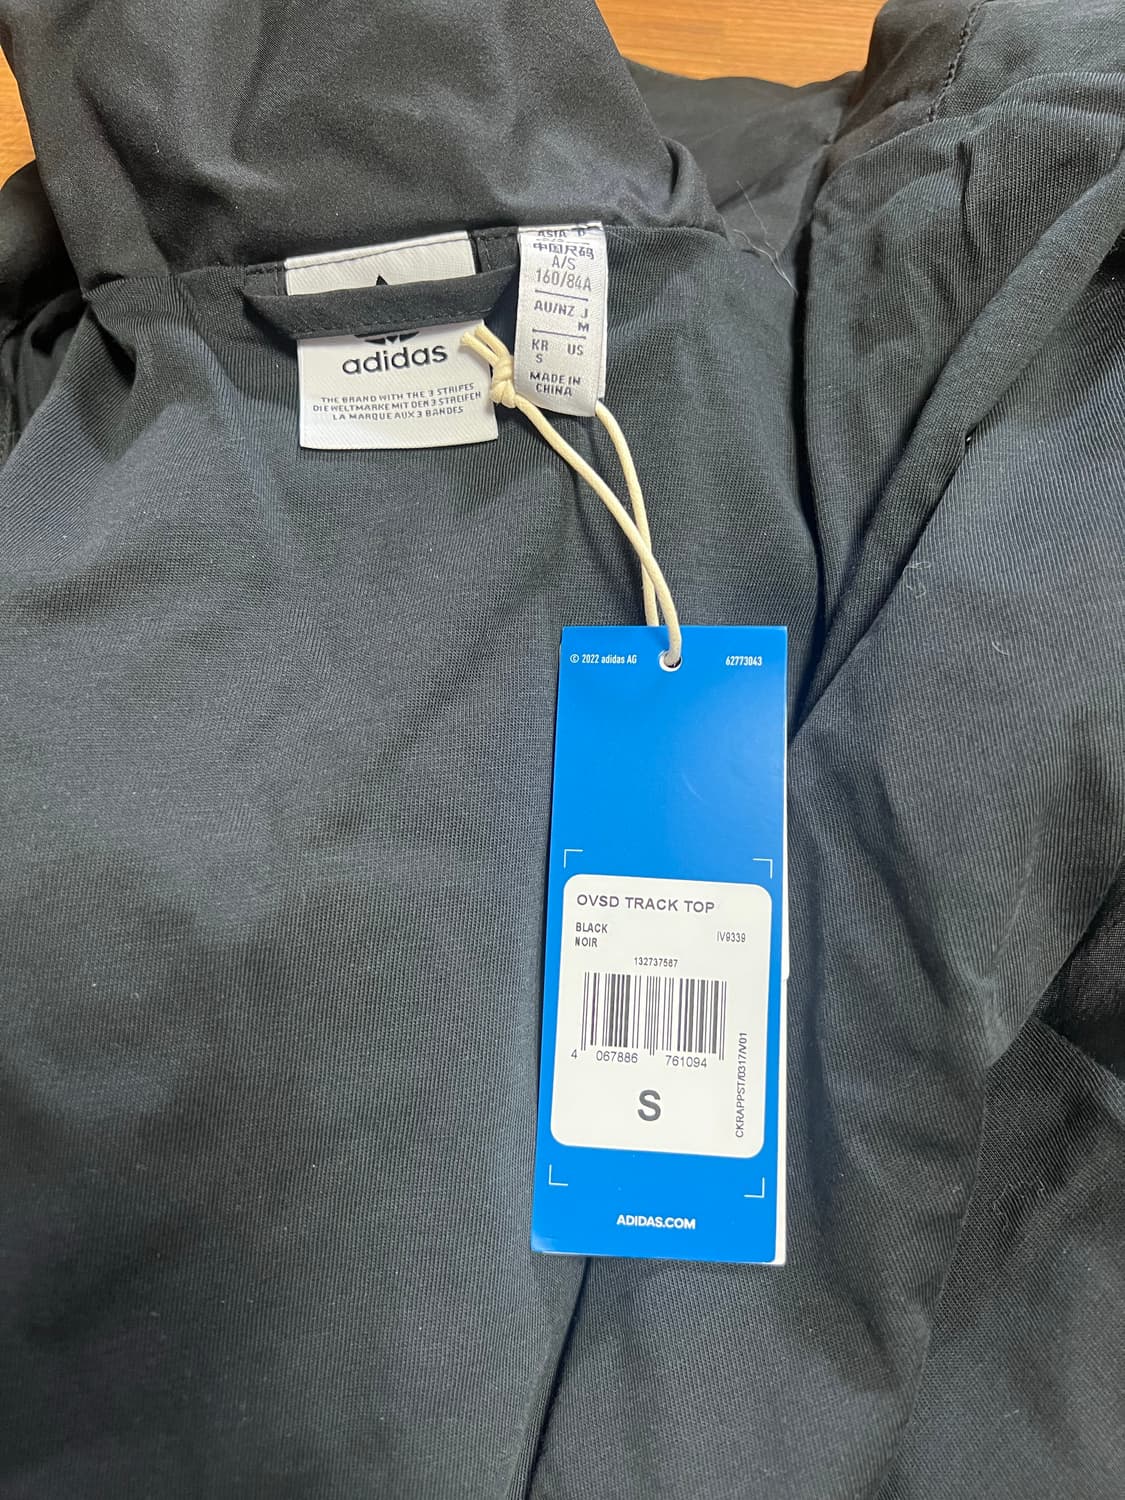 adidas
THE BRAND WITH THE 3 STRIPES
DIE WELTMARKE MIT DEN 3 STREIFEN
LA MARQUE AUX 3 BANDES
ASIA
中国尺码
A/S
160/84A
AU/NZ J
M
KR US
S
MADE IN
CHINA
© 2022 adidas AG 62773043
OVSD TRACK TOP
BLACK
NOIR
IV9339
132737587
4 067886 761094
CKRAPPST/0317/V01
S
ADIDAS.COM